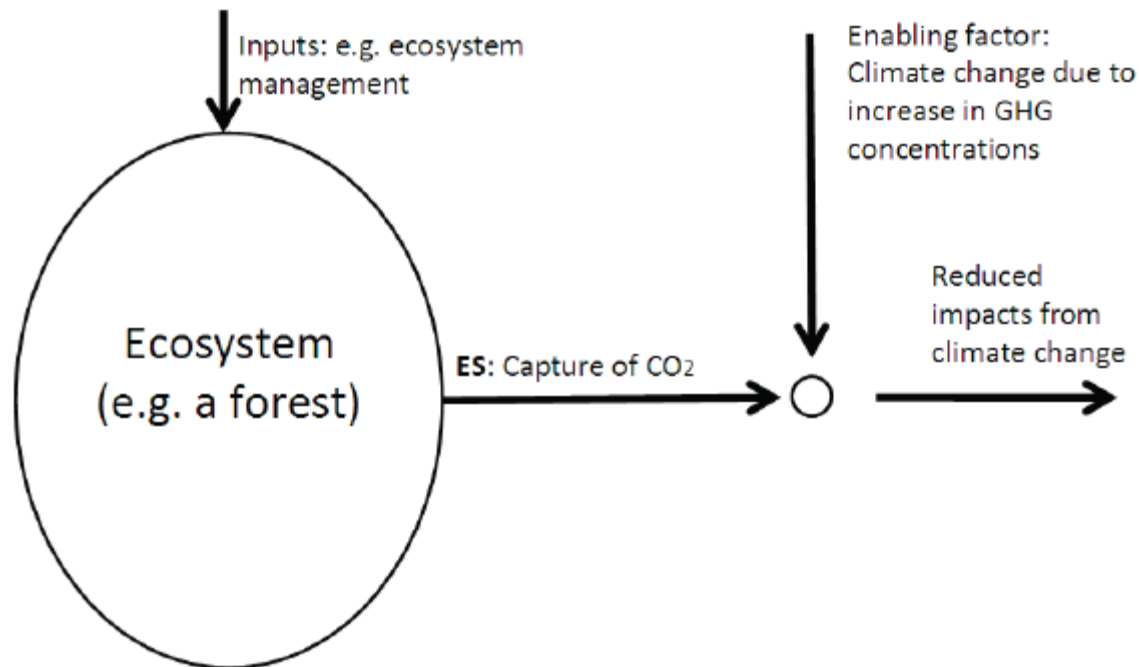 Inputs: e.g. ecosystem
management
Enabling factor:
Climate change due to
increase in GHG
concentrations
Ecosystem
(e.g. a forest)
ES: Capture of CO₂
Reduced
impacts from
climate change